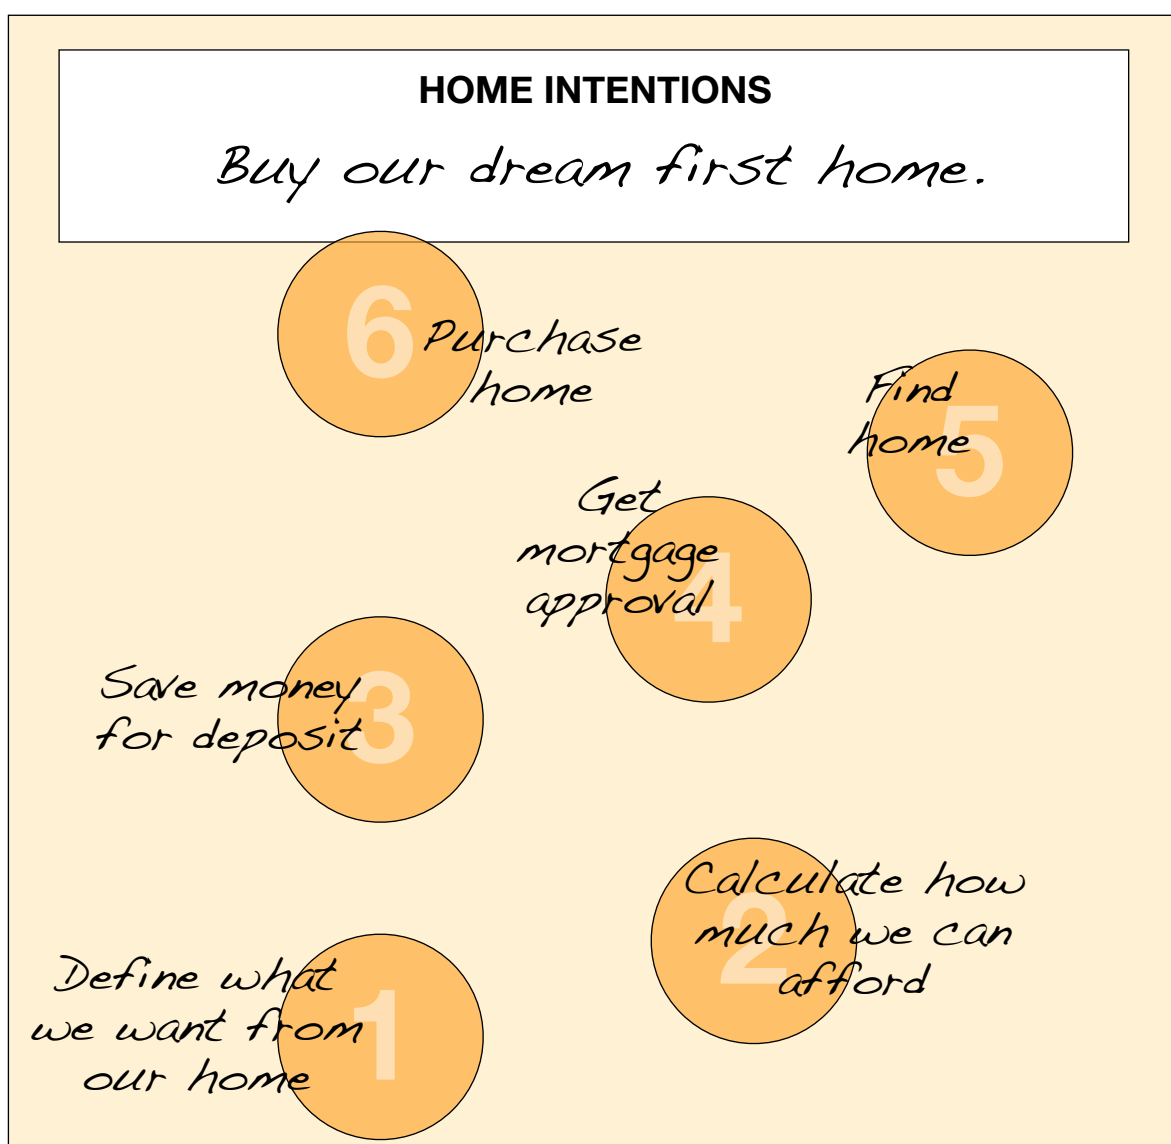 HOME INTENTIONS
Buy our dream first home.
6
Purchase
home
Find
home
5
Get
mortgage
approval
4
Save money
for deposit
3
Calculate how
much we can
afford
2
Define what
we want from
our home
1